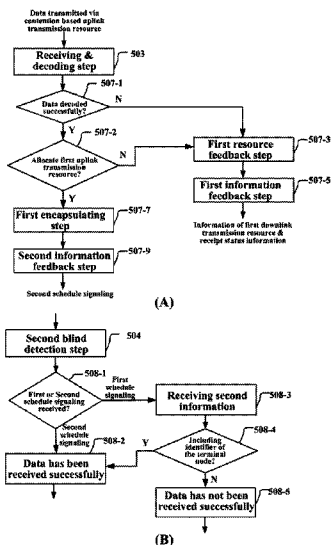 Data transmitted via
contention based uplink
transmission resource
Receiving &
decoding step
503
507-1
Data decoded
successfully?
N
Y
507-2
Allocate first uplink
transmission
resource?
N
First resource
feedback step
507-3
First information
feedback step
507-5
Y
First encapsulating
step
507-7
Second information
feedback step
507-9
Information of first downlink
transmission resource &
receipt status information
Second schedule signaling
(A)
Second blind
detection step
504
508-1
First or Second
schedule signaling
received?
First
schedule
signaling
Receiving second
information
508-3
508-4
Second
schedule
signaling
508-2
Y
Including
identifier of
the terminal
node?
Data has been
received successfully
N
Data has not been
received successfully
508-5
(B)